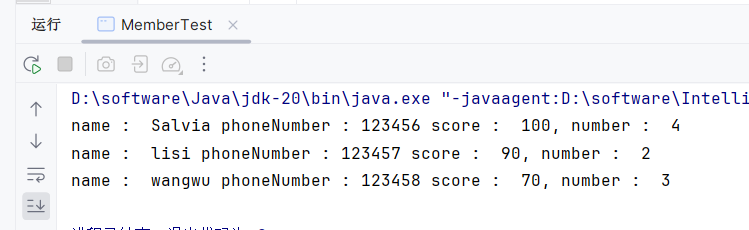 运行 MemberTest
D:\software\Java\jdk-20\bin\java.exe "-javaagent:D:\software\Intelli
name :  Salvia phoneNumber : 123456 score :  100, number :  4
name :  lisi phoneNumber : 123457 score :  90, number :  2
name :  wangwu phoneNumber : 123458 score :  70, number :  3